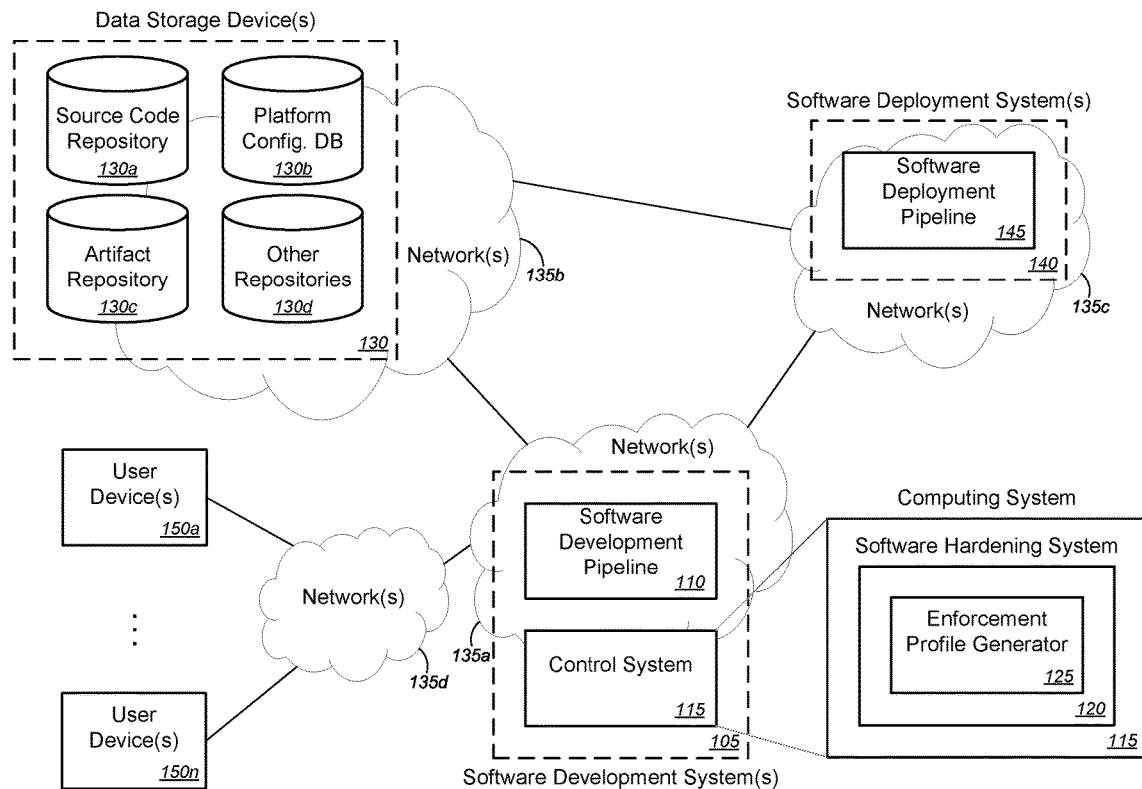 Data Storage Device(s)
Source Code
Repository
130a
Platform
Config. DB
130b
Artifact
Repository
130c
Other
Repositories
130d
130
Network(s)
135b
Software Deployment System(s)
Software
Deployment
Pipeline
145
140
Network(s)
135c
User
Device(s)
150a
User
Device(s)
150n
Network(s)
135d
135a
Network(s)
Software
Development
Pipeline
110
Control System
115
105
Software Development System(s)
Computing System
Software Hardening System
Enforcement
Profile Generator
125
120
115